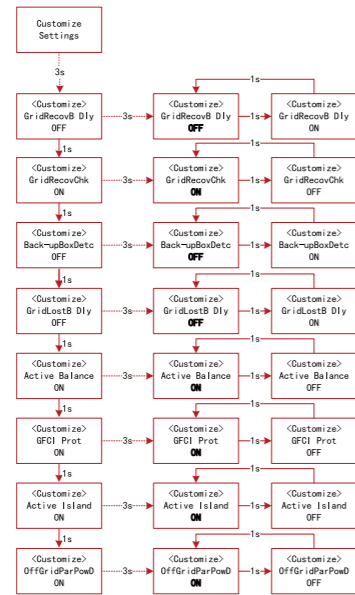 Customize
Settings
3s
1s
<Customize>
GridRecovB Dly
OFF
3s
<Customize>
GridRecovB Dly
OFF
1s
<Customize>
GridRecovB Dly
ON
1s
1s
<Customize>
GridRecovChk
ON
3s
<Customize>
GridRecovChk
ON
1s
<Customize>
GridRecovChk
OFF
1s
1s
<Customize>
Back-upBoxDetc
OFF
3s
<Customize>
Back-upBoxDetc
OFF
1s
<Customize>
Back-upBoxDetc
ON
1s
1s
<Customize>
GridLostB Dly
OFF
3s
<Customize>
GridLostB Dly
OFF
1s
<Customize>
GridLostB Dly
ON
1s
1s
<Customize>
Active Balance
ON
3s
<Customize>
Active Balance
ON
1s
<Customize>
Active Balance
OFF
1s
1s
<Customize>
GFCI Prot
ON
3s
<Customize>
GFCI Prot
ON
1s
<Customize>
GFCI Prot
OFF
1s
1s
<Customize>
Active Island
ON
3s
<Customize>
Active Island
ON
1s
<Customize>
Active Island
OFF
1s
1s
<Customize>
OffGridParPowD
ON
3s
<Customize>
OffGridParPowD
ON
1s
<Customize>
OffGridParPowD
OFF